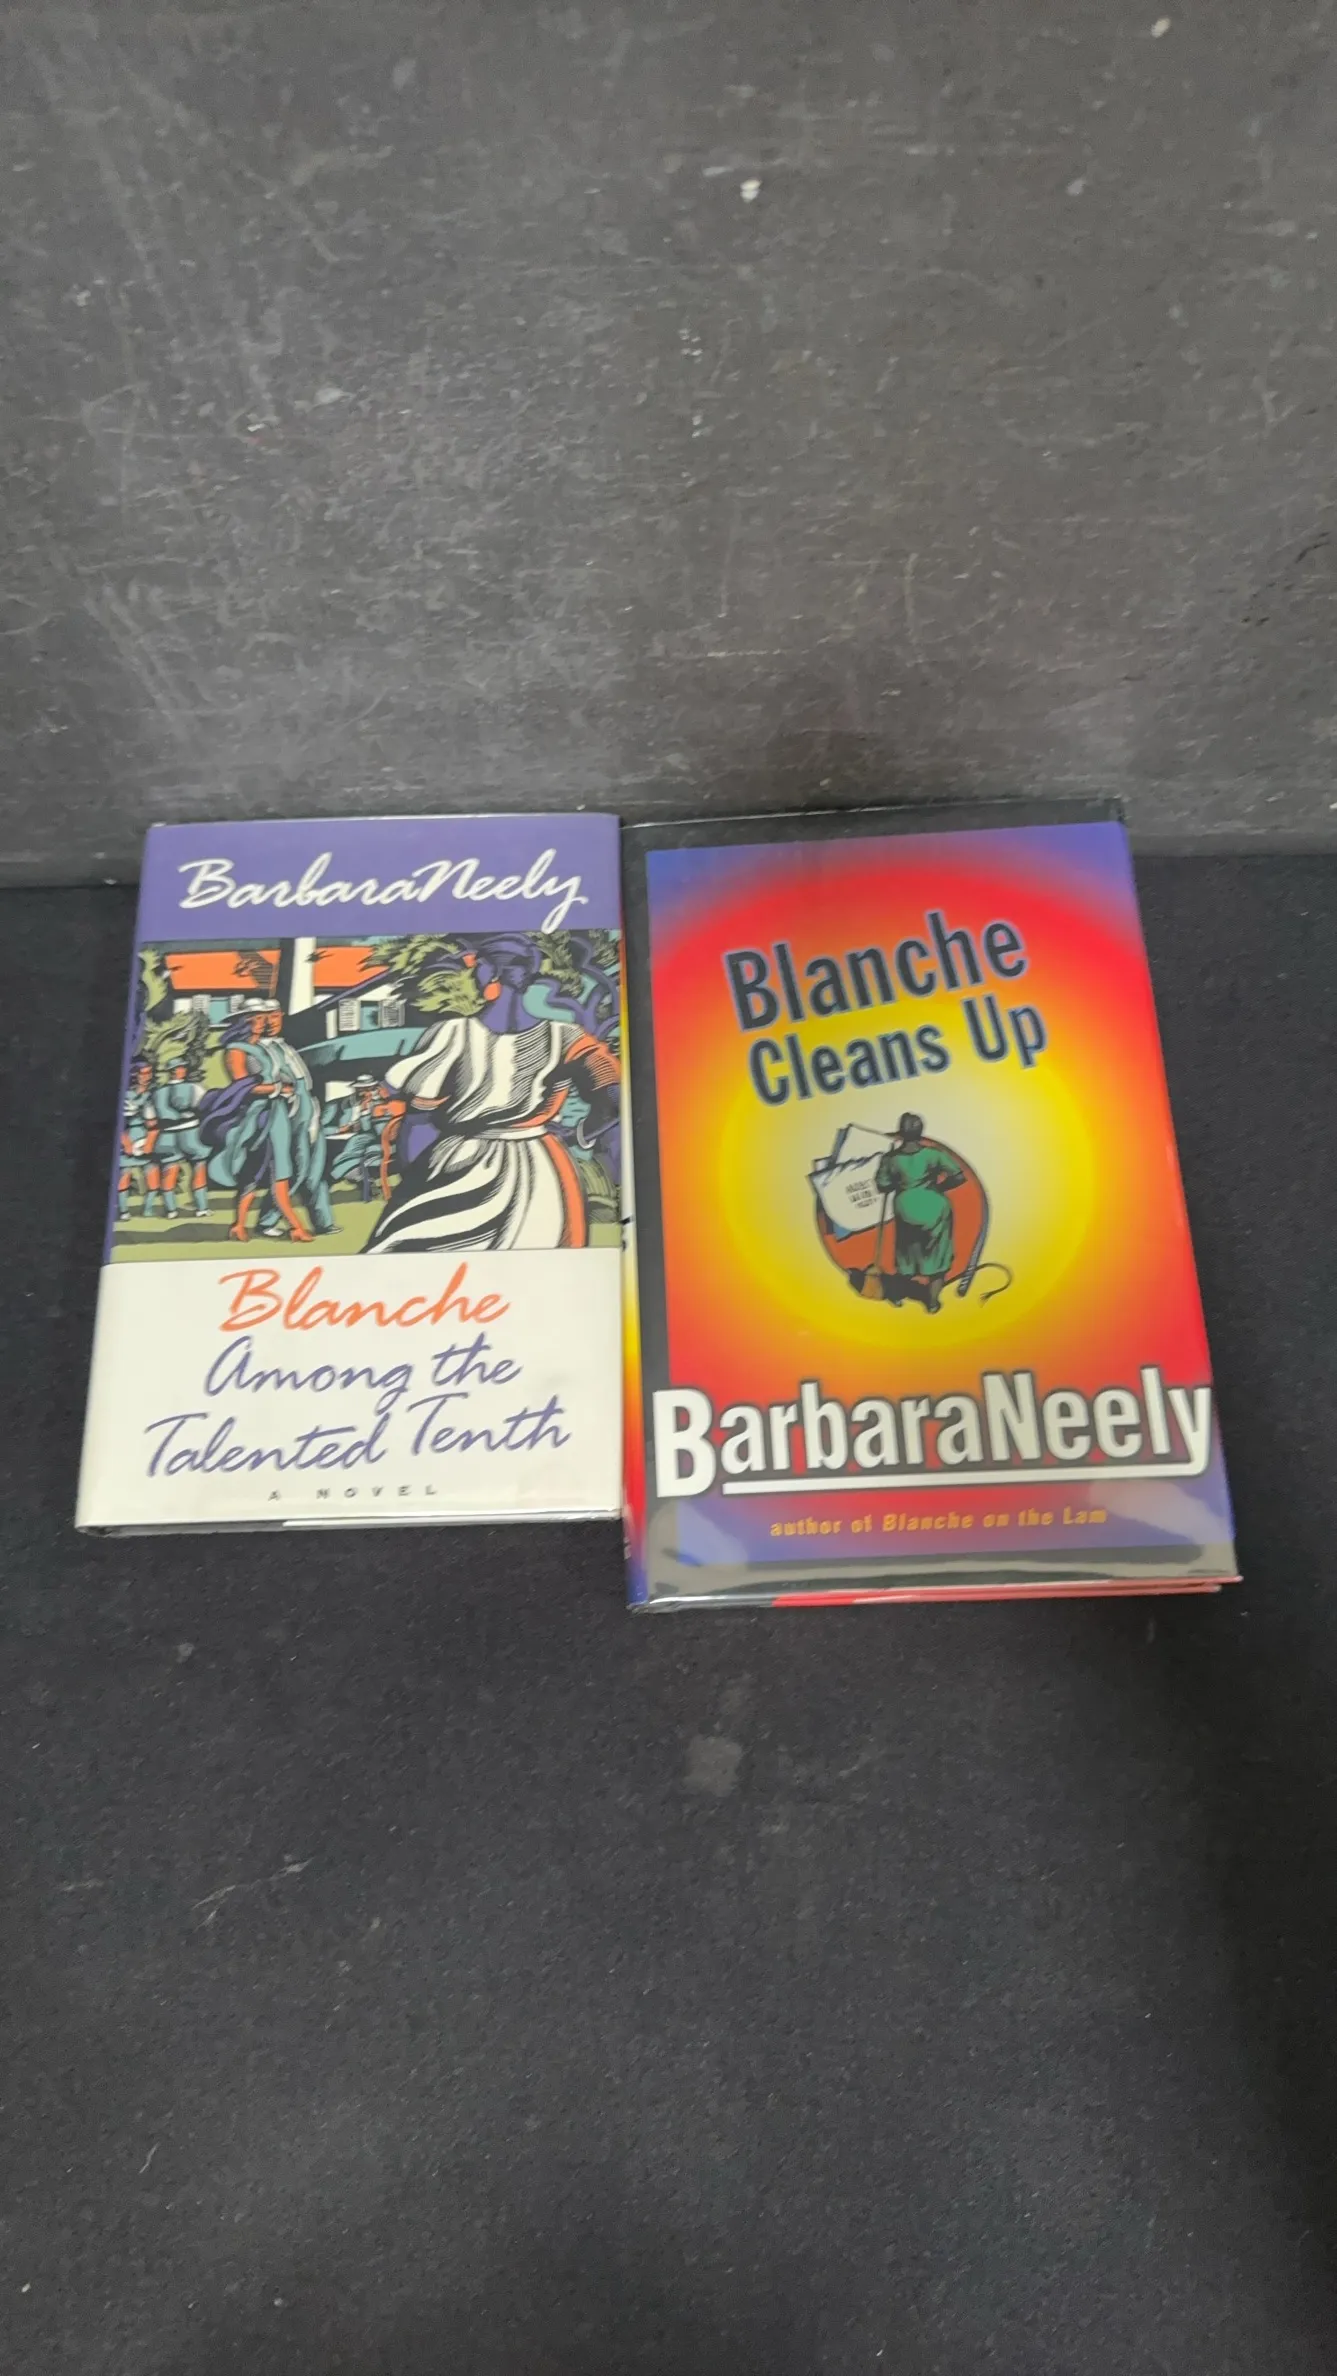 BarbaraNeely
Blanche
Among the
Talented Tenth
A NOVEL
Blanche
Cleans Up
BarbaraNeely
author of Blanche on the Lam